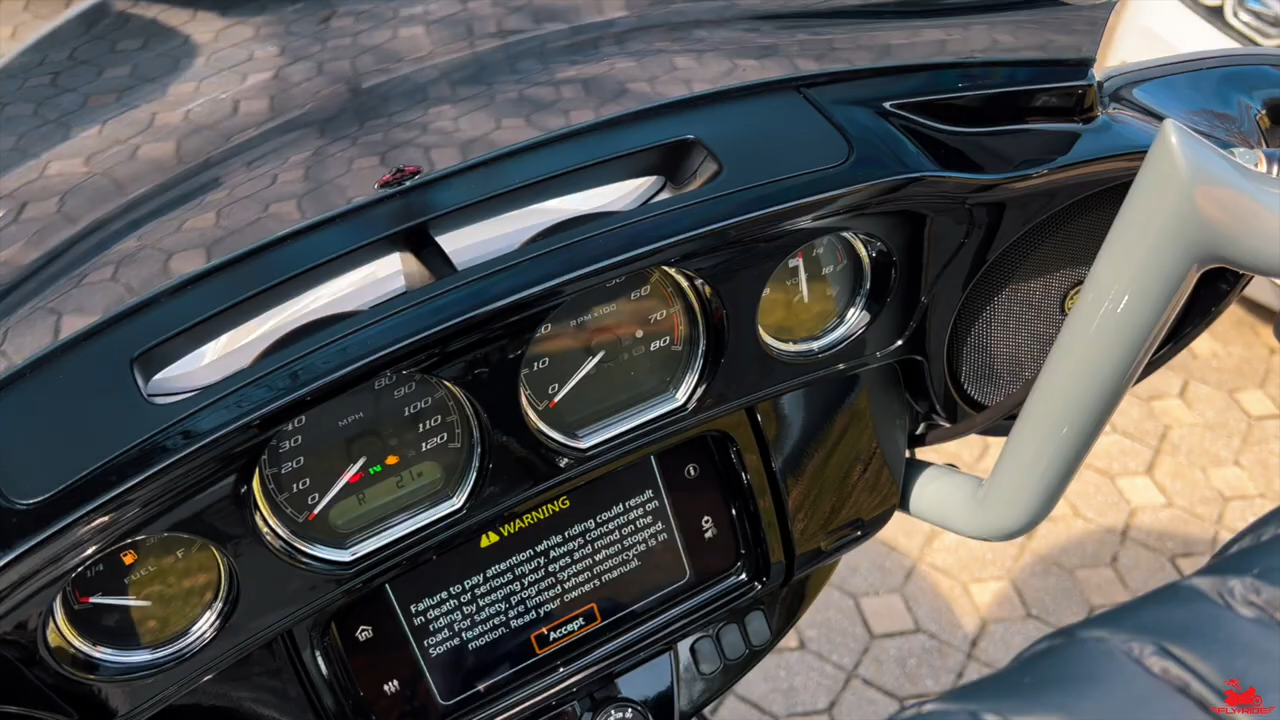 14
16
VOLTS
60
RPM x100
70
80
10
0
80
90
MPH
100
40
110
30
120
20
10
0
R 21
1/4
FUEL
F
WARNING
Failure to pay attention while riding could result
in death or serious injury. Always concentrate on
riding by keeping your eyes and mind on the
road. For safety, program system when stopped.
Some features are limited when motorcycle is in
motion. Read your owners manual.
Accept
FLY&RIDE